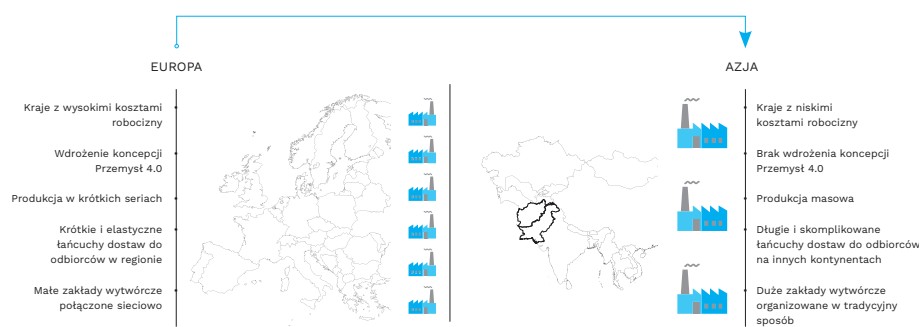 EUROPA
Kraje z wysokimi kosztami
robocizny
Wdrożenie koncepcji
Przemysł 4.0
Produkcja w krótkich seriach
Krótkie i elastyczne
łańcuchy dostaw do
odbiorców w regionie
Małe zakłady wytwórcze
połączone sieciowo
AZJA
Kraje z niskimi
kosztami robocizny
Brak wdrożenia koncepcji
Przemysł 4.0
Produkcja masowa
Długie i skomplikowane
łańcuchy dostaw do odbiorców
na innych kontynentach
Duże zakłady wytwórcze
organizowane w tradycyjny
sposób